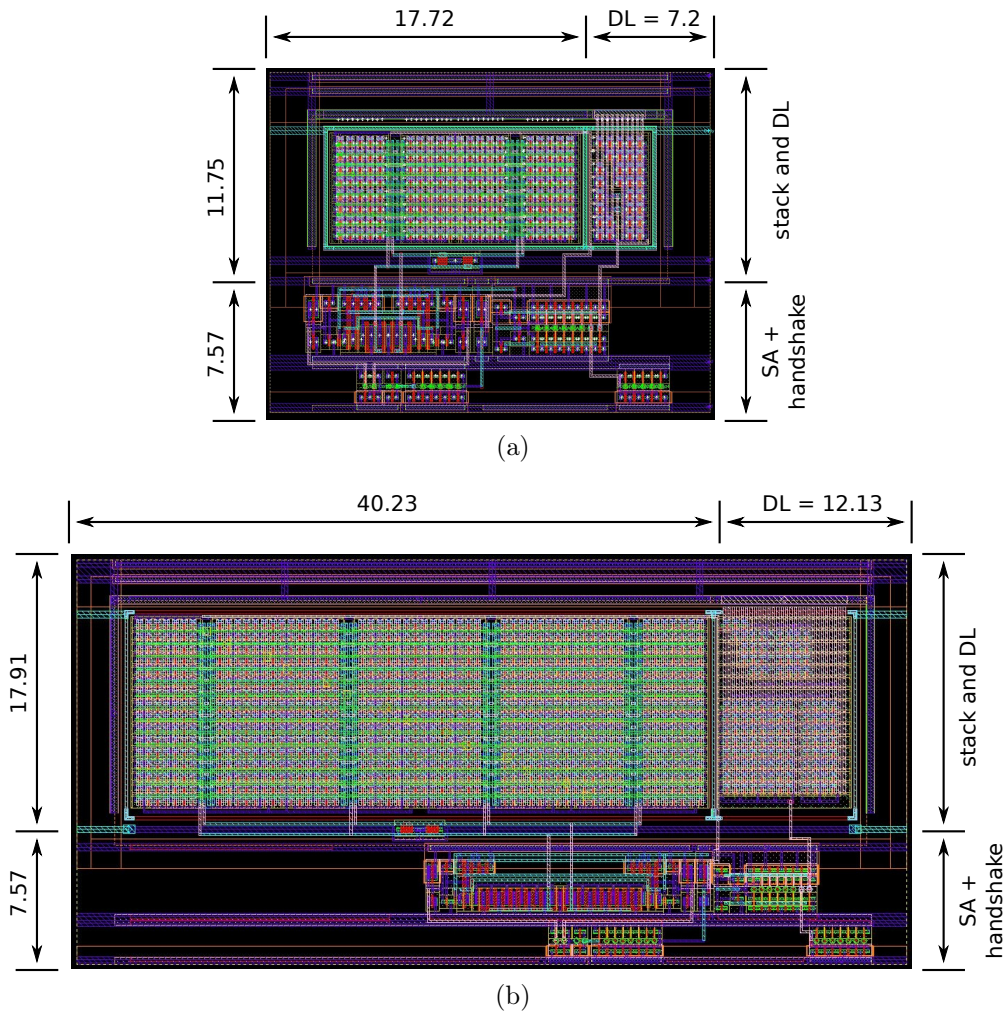 17.72
DL = 7.2
11.75
stack and DL
7.57
SA +
handshake
(a)
40.23
DL = 12.13
17.91
stack and DL
7.57
SA +
handshake
(b)